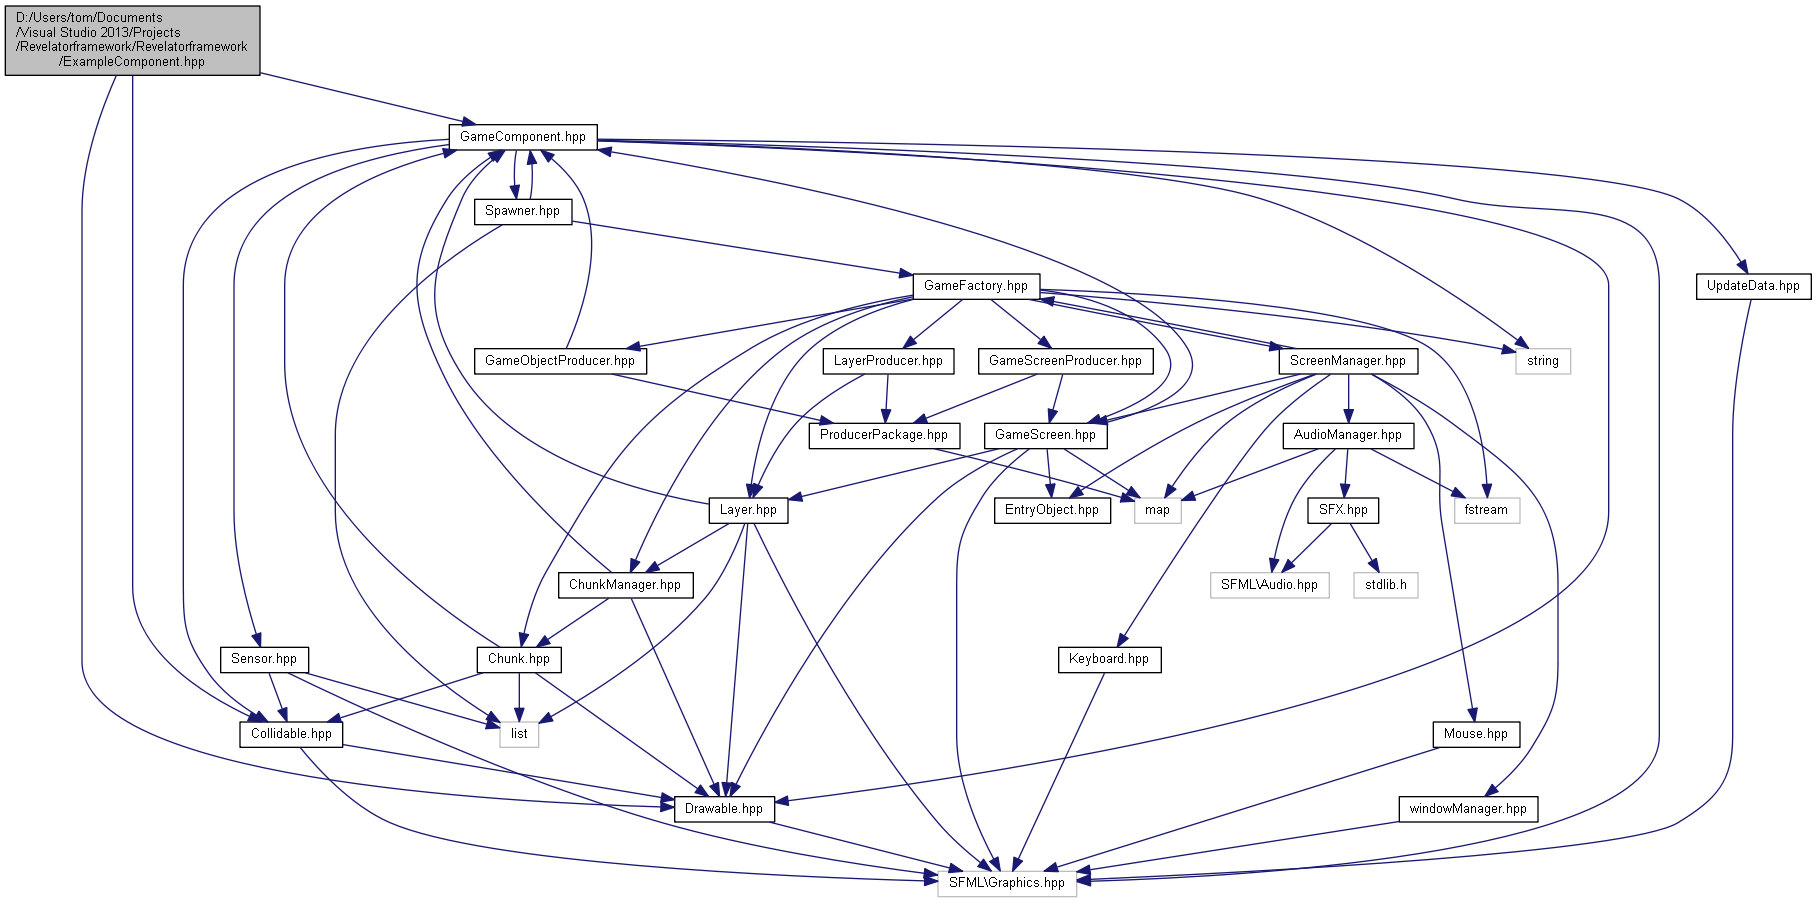 D:/Users/tom/Documents
/Visual Studio 2013/Projects
/Revelatorframework/Revelatorframework
/ExampleComponent.hpp
GameComponent.hpp
Spawner.hpp
GameFactory.hpp
UpdateData.hpp
GameObjectProducer.hpp
LayerProducer.hpp
GameScreenProducer.hpp
ScreenManager.hpp
string
ProducerPackage.hpp
GameScreen.hpp
AudioManager.hpp
Layer.hpp
EntryObject.hpp
map
SFX.hpp
fstream
ChunkManager.hpp
SFML\Audio.hpp
stdlib.h
Sensor.hpp
Chunk.hpp
Keyboard.hpp
Collidable.hpp
list
Mouse.hpp
Drawable.hpp
windowManager.hpp
SFML\Graphics.hpp